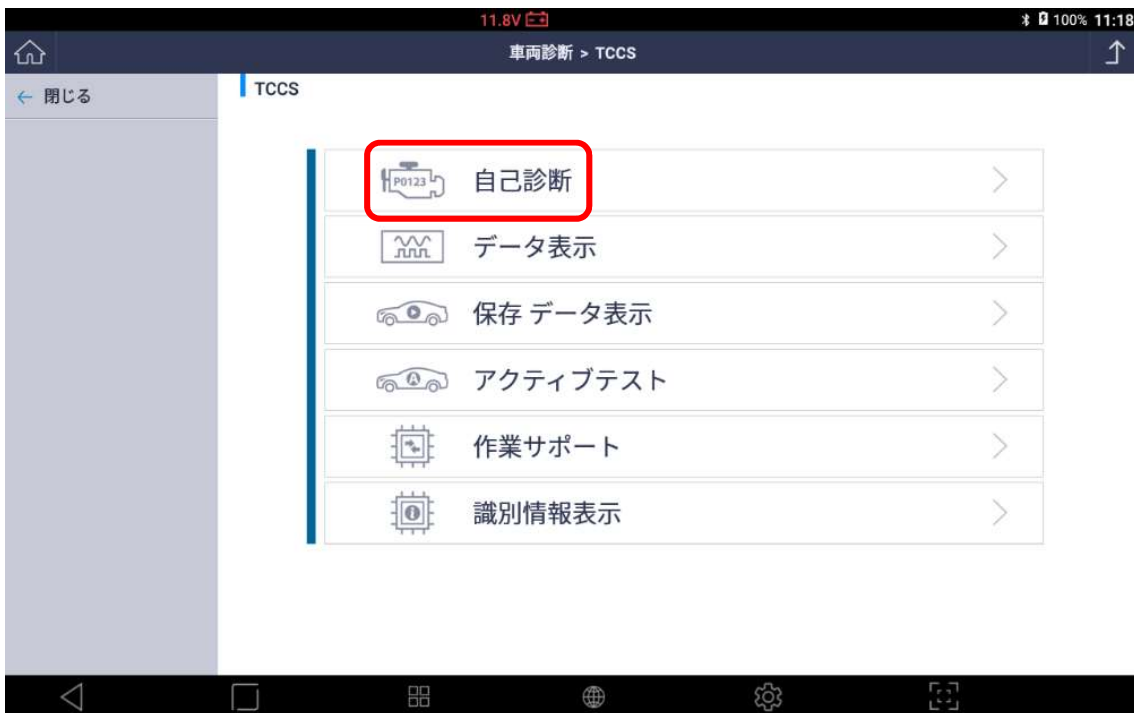 11.8V
100% 11:18
車両診断 > TCCS
← 閉じる
TCCS
P0123
自己診断
データ表示
保存 データ表示
アクティブテスト
作業サポート
識別情報表示